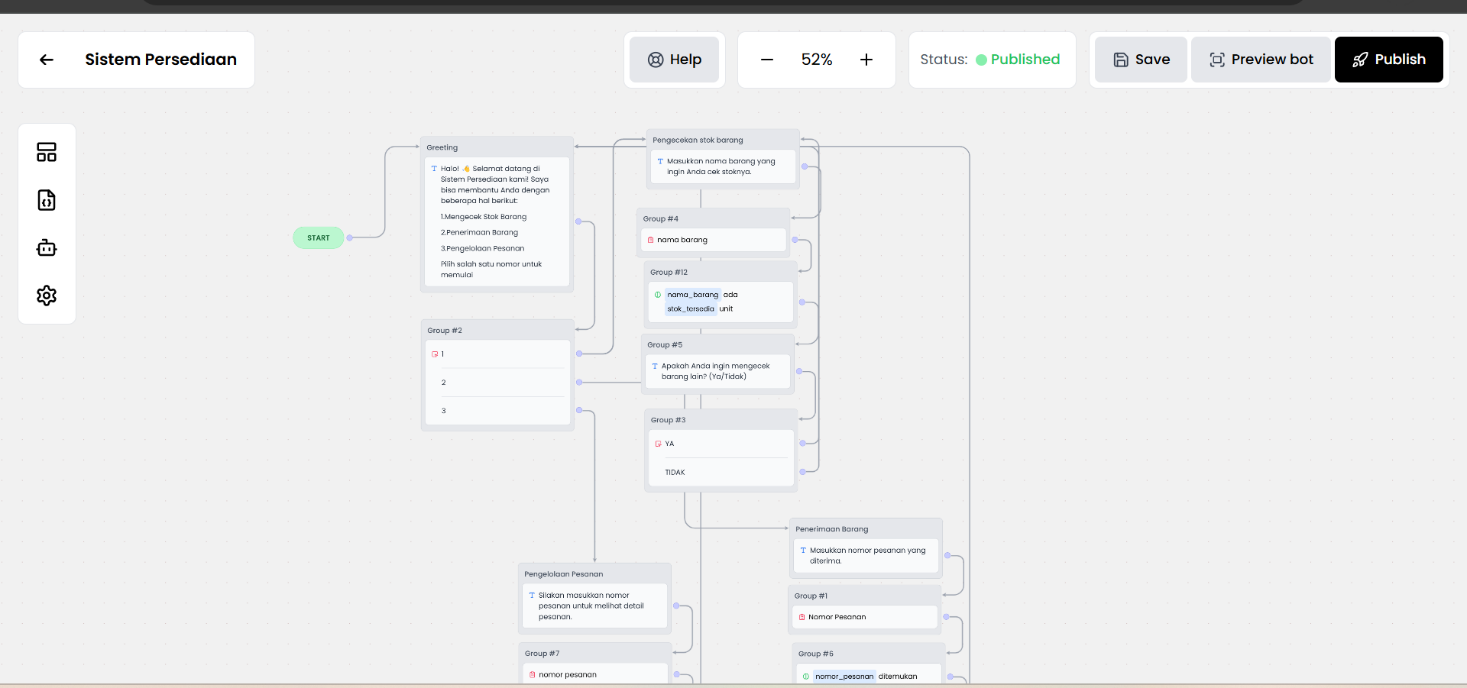 Sistem Persediaan
Help
52%
Status: Published
Save
Preview bot
Publish
START
Greeting
Halo! 👋 Selamat datang di
Sistem Persediaan kami! Saya
bisa membantu Anda dengan
beberapa hal berikut:
1.Mengecek Stok Barang
2.Penerimaan Barang
3.Pengelolaan Pesanan
Pilih salah satu nomor untuk
memulai
Group #2
1
2
3
Pengecekan stok barang
Masukkan nama barang yang
ingin Anda cek stoknya.
Group #4
nama barang
Group #12
nama_barang ada
stok_tersedia unit
Group #5
Apakah Anda ingin mengecek
barang lain? (Ya/Tidak)
Group #3
YA
TIDAK
Pengelolaan Pesanan
Silakan masukkan nomor
pesanan untuk melihat detail
pesanan.
Group #7
nomor pesanan
Penerimaan Barang
Masukkan nomor pesanan yang
diterima.
Group #1
Nomor Pesanan
Group #6
nomor_pesanan ditemukan